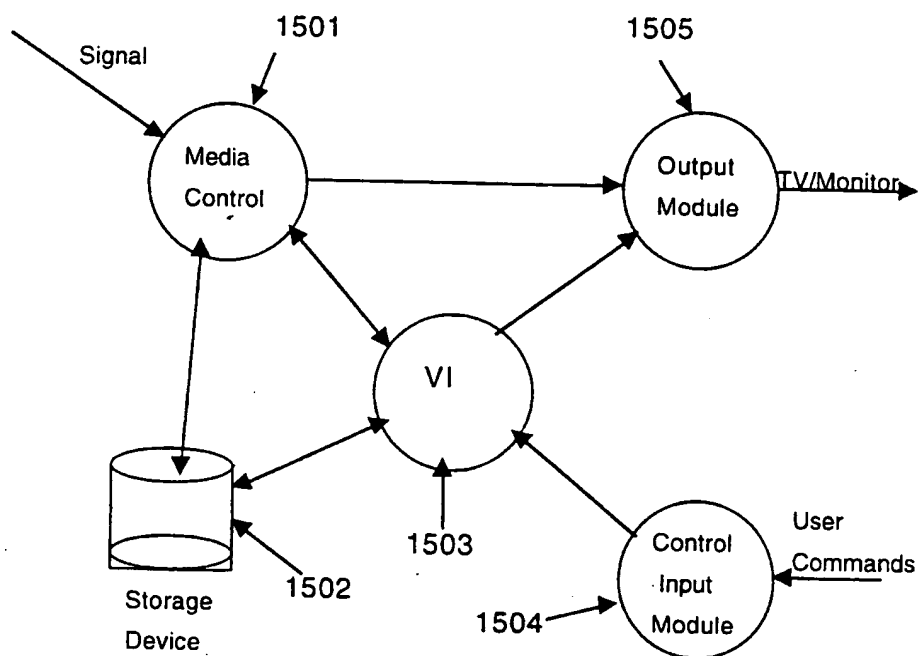 1501
1505
Signal
Media
Control
Output
Module
TV/Monitor
VI
1503
1502
Storage
Device
1504
Control
Input
Module
User
Commands